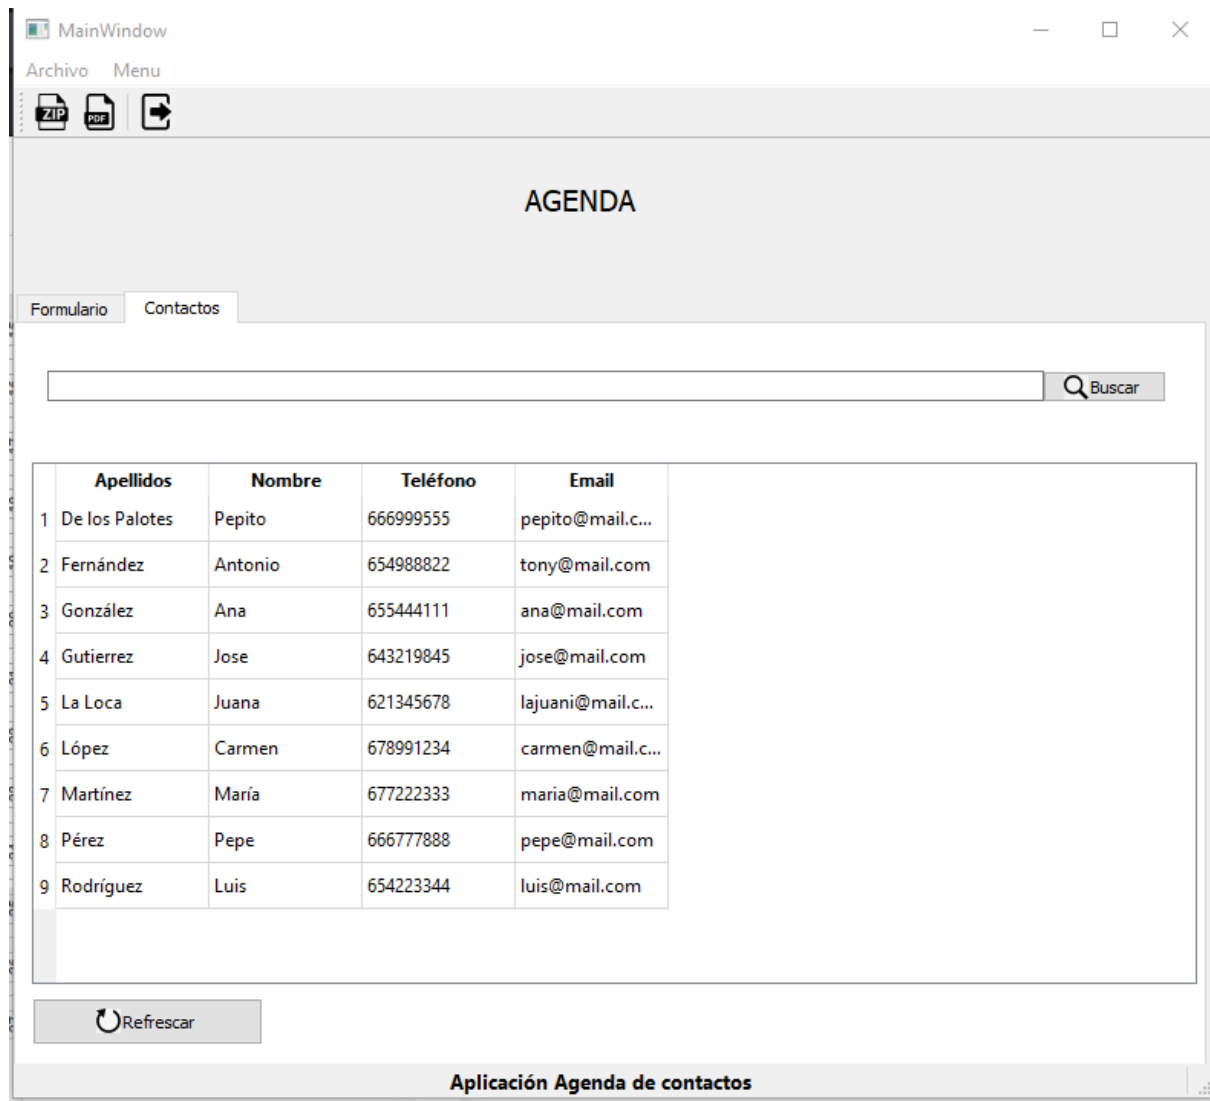 MainWindow
Archivo Menu
ZIP PDF
AGENDA
Formulario Contactos
Buscar
Apellidos Nombre Teléfono Email
1 De los Palotes Pepito 666999555 pepito@mail.c...
2 Fernández Antonio 654988822 tony@mail.com
3 González Ana 655444111 ana@mail.com
4 Gutierrez Jose 643219845 jose@mail.com
5 La Loca Juana 621345678 lajuani@mail.c...
6 López Carmen 678991234 carmen@mail.c...
7 Martínez María 677222333 maria@mail.com
8 Pérez Pepe 666777888 pepe@mail.com
9 Rodríguez Luis 654223344 luis@mail.com
Refrescar
Aplicación Agenda de contactos